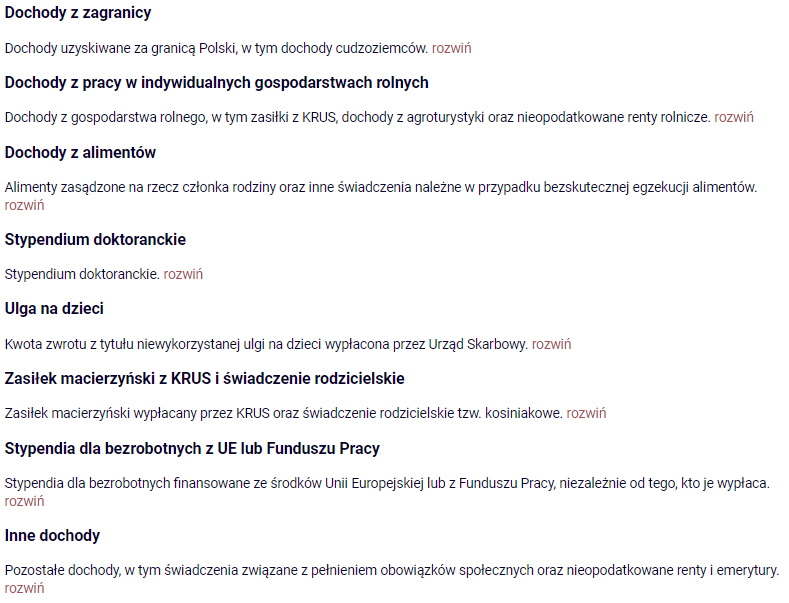 Dochody z zagranicy
Dochody uzyskiwane za granicą Polski, w tym dochody cudzoziemców. rozwiń
Dochody z pracy w indywidualnych gospodarstwach rolnych
Dochody z gospodarstwa rolnego, w tym zasiłki z KRUS, dochody z agroturystyki oraz nieopodatkowane renty rolnicze. rozwiń
Dochody z alimentów
Alimenty zasądzone na rzecz członka rodziny oraz inne świadczenia należne w przypadku bezskutecznej egzekucji alimentów.
rozwiń
Stypendium doktoranckie
Stypendium doktoranckie. rozwiń
Ulga na dzieci
Kwota zwrotu z tytułu niewykorzystanej ulgi na dzieci wypłacona przez Urząd Skarbowy. rozwiń
Zasiłek macierzyński z KRUS i świadczenie rodzicielskie
Zasiłek macierzyński wypłacany przez KRUS oraz świadczenie rodzicielskie tzw. kosiniakowe. rozwiń
Stypendia dla bezrobotnych z UE lub Funduszu Pracy
Stypendia dla bezrobotnych finansowane ze środków Unii Europejskiej lub z Funduszu Pracy, niezależnie od tego, kto je wypłaca.
rozwiń
Inne dochody
Pozostałe dochody, w tym świadczenia związane z pełnieniem obowiązków społecznych oraz nieopodatkowane renty i emerytury.
rozwiń